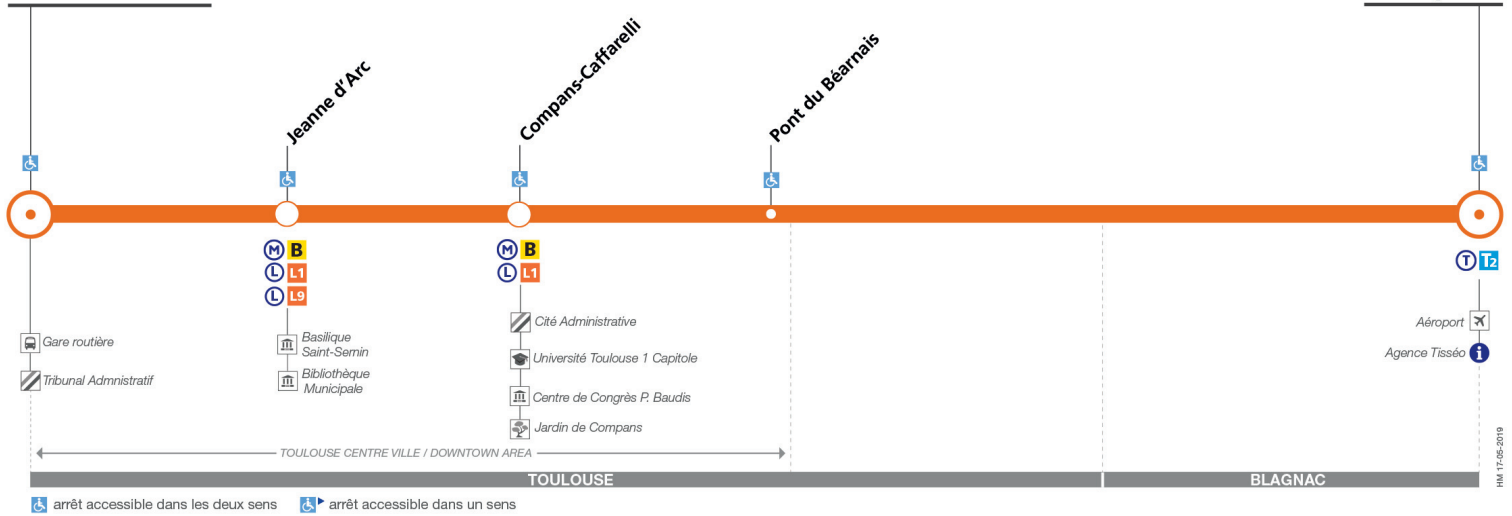 Jeanne d'Arc
Compans-Caffarelli
Pont du Béarnais
M B
L L1
L L9
M B
L L1
T T2
Gare routière
Tribunal Admnistratif
Basilique
Saint-Sernin
Bibliothèque
Municipale
Cité Administrative
Université Toulouse 1 Capitole
Centre de Congrès P. Baudis
Jardin de Compans
Aéroport
Agence Tisséo i
TOULOUSE CENTRE VILLE / DOWNTOWN AREA
TOULOUSE
BLAGNAC
arrêt accessible dans les deux sens
arrêt accessible dans un sens
HM 17-05-2019